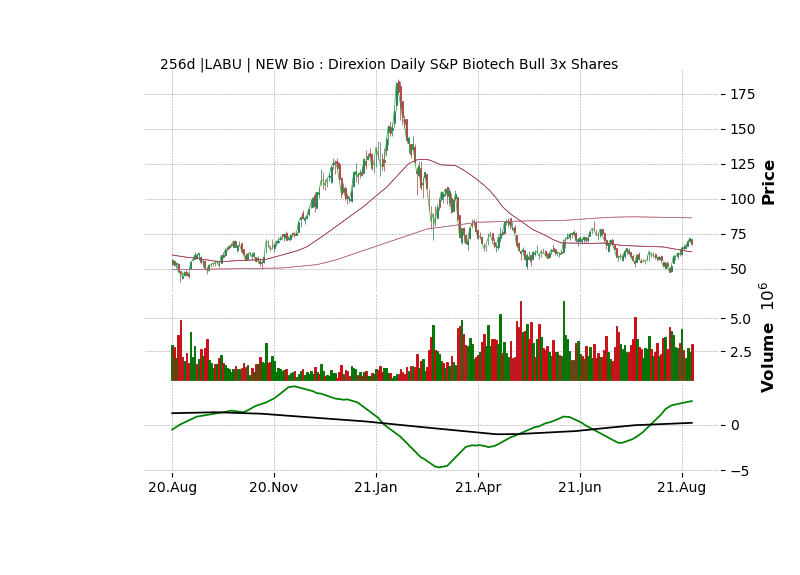 256d |LABU | NEW Bio : Direxion Daily S&P Biotech Bull 3x Shares
175
150
125
100
75
50
Price
5.0
2.5
Volume 10^6
0
−5
20.Aug 20.Nov 21.Jan 21.Apr 21.Jun 21.Aug